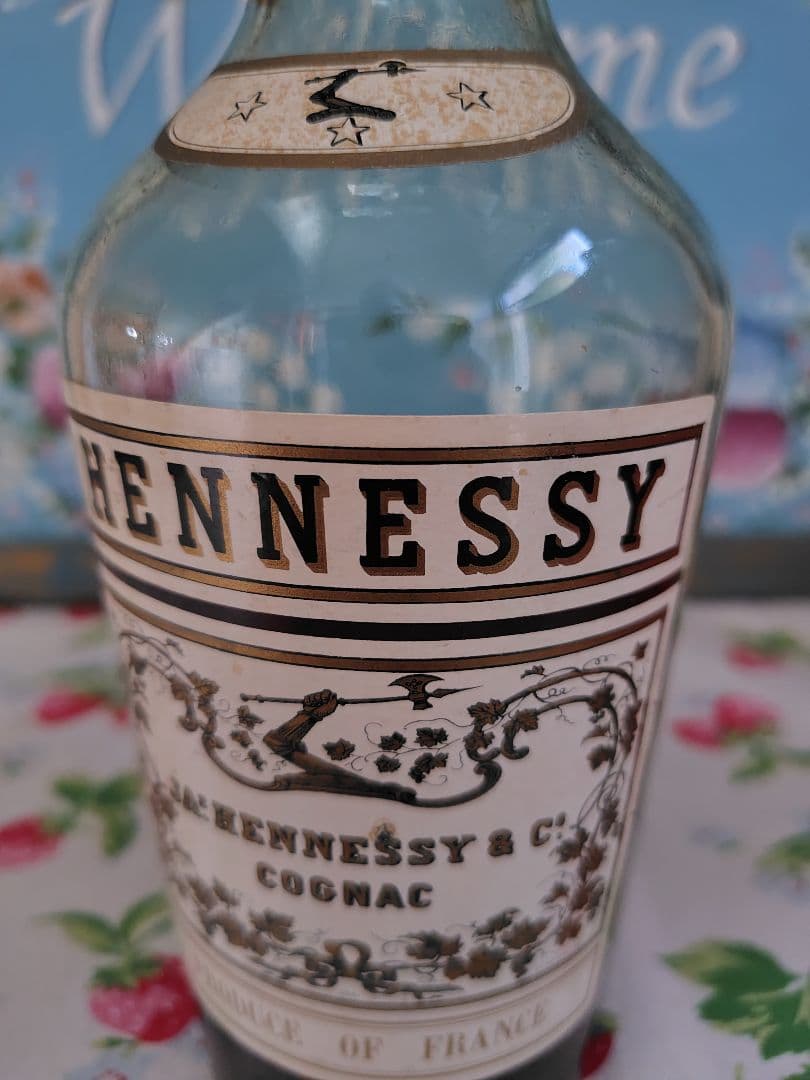 HENNESSY
JAˢ HENNESSY & Cº
COGNAC
PRODUCE OF FRANCE